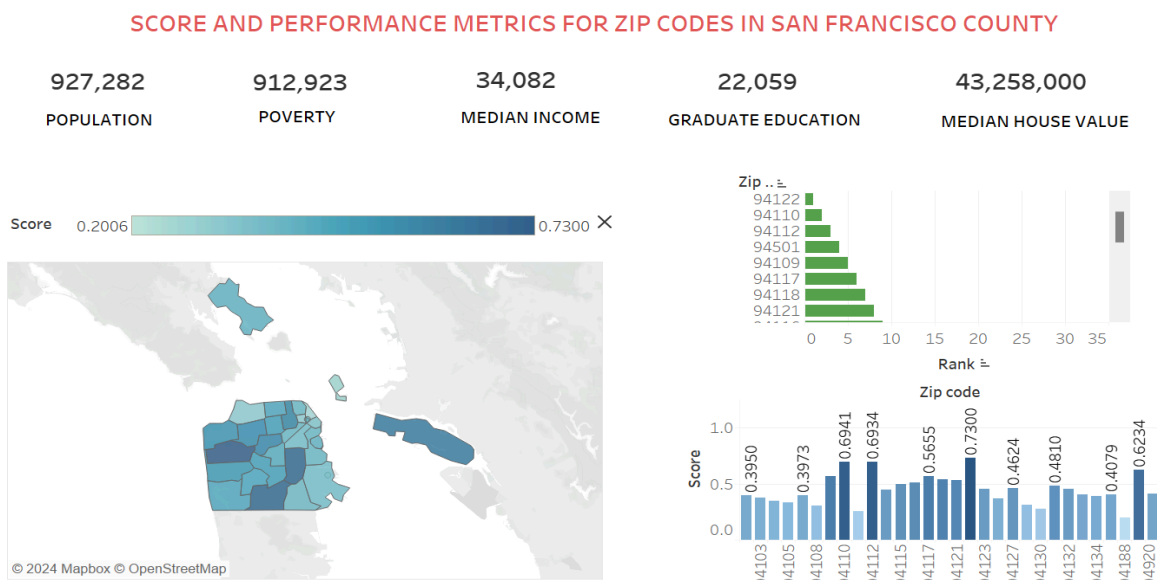 SCORE AND PERFORMANCE METRICS FOR ZIP CODES IN SAN FRANCISCO COUNTY
927,282
912,923
34,082
22,059
43,258,000
POPULATION
POVERTY
MEDIAN INCOME
GRADUATE EDUCATION
MEDIAN HOUSE VALUE
Score
0.2006
0.7300
Zip ..
94122
94110
94112
94501
94109
94117
94118
94121
0 5 10 15 20 25 30 35
Rank
Zip code
Score
1.0
0.5
0.0
0.3950
0.3973
0.6941
0.6934
0.5655
0.7300
0.4624
0.4810
0.4079
0.6234
© 2024 Mapbox © OpenStreetMap